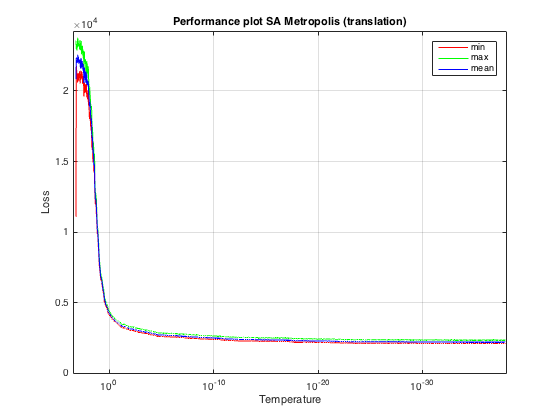 Performance plot SA Metropolis (translation)
×10⁴
min
max
mean
2
1.5
1
0.5
0
Loss
10⁰
10⁻¹⁰
10⁻²⁰
10⁻³⁰
Temperature